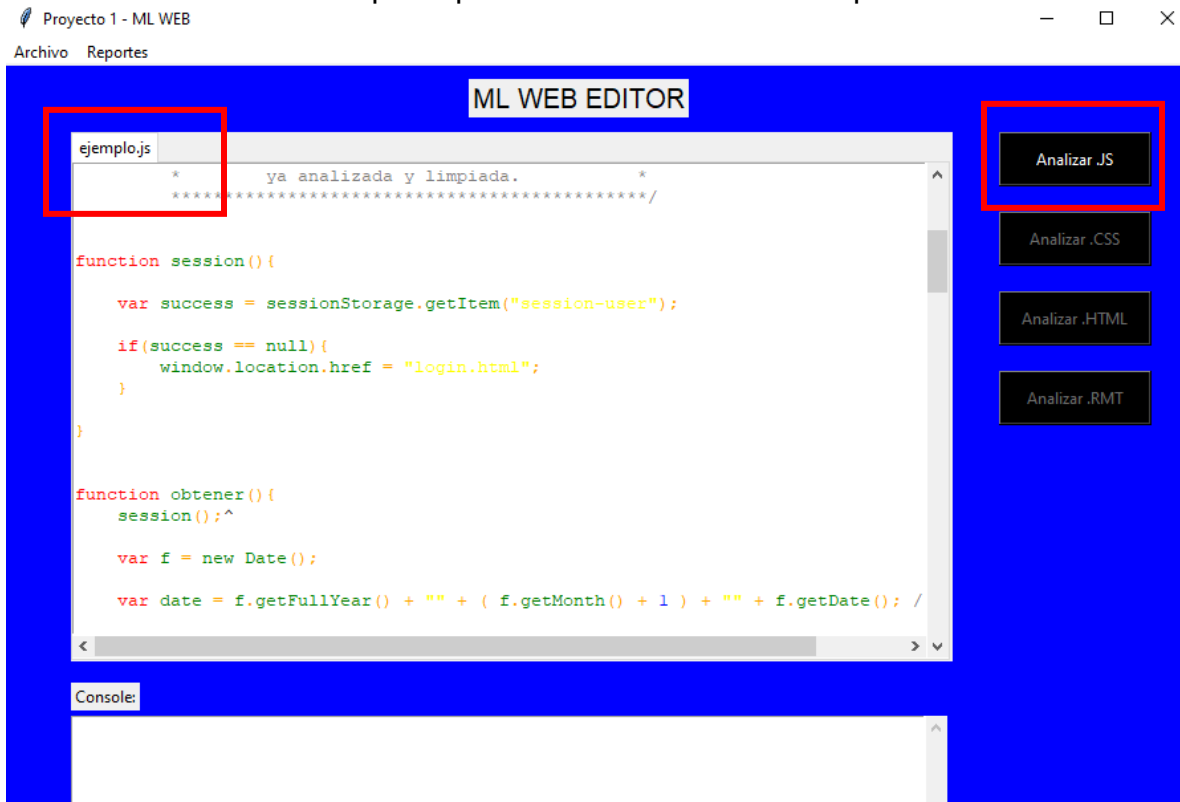 Proyecto 1 - ML WEB
Archivo Reportes
ML WEB EDITOR
ejemplo.js
* ya analizada y limpiada. *
*********************************************/
function session(){
var success = sessionStorage.getItem("session-user");
if(success == null){
window.location.href = "login.html";
}
}
function obtener(){
session();^
var f = new Date();
var date = f.getFullYear() + "" + ( f.getMonth() + 1 ) + "" + f.getDate(); /
Analizar .JS
Analizar .CSS
Analizar .HTML
Analizar .RMT
Console: